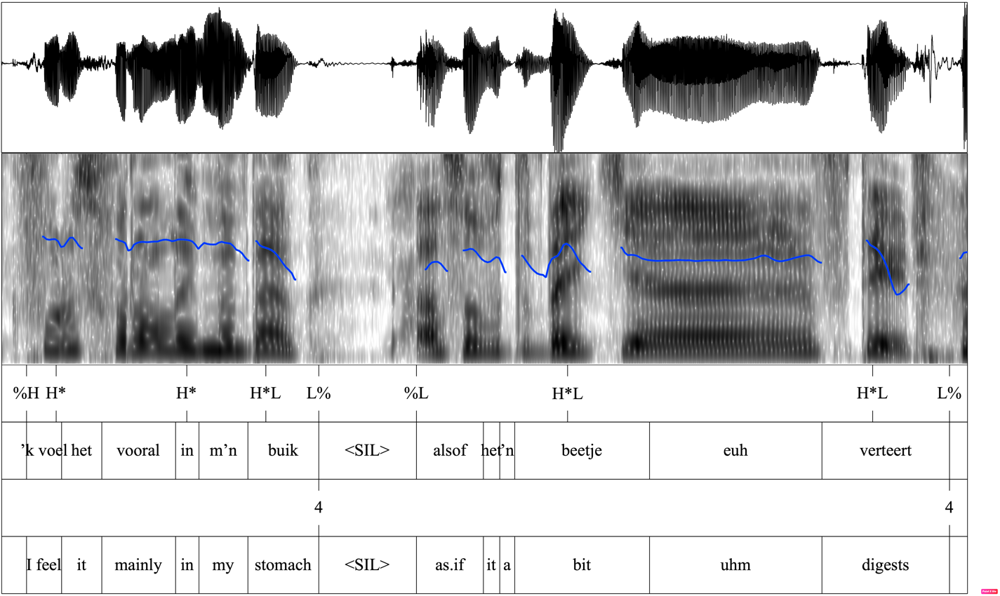 %H H* H* H*L L% %L H*L H*L L%
’k voel het vooral in m’n buik <SIL> alsof het ’n beetje euh verteert
4 4
I feel it mainly in my stomach <SIL> as.if it a bit uhm digests